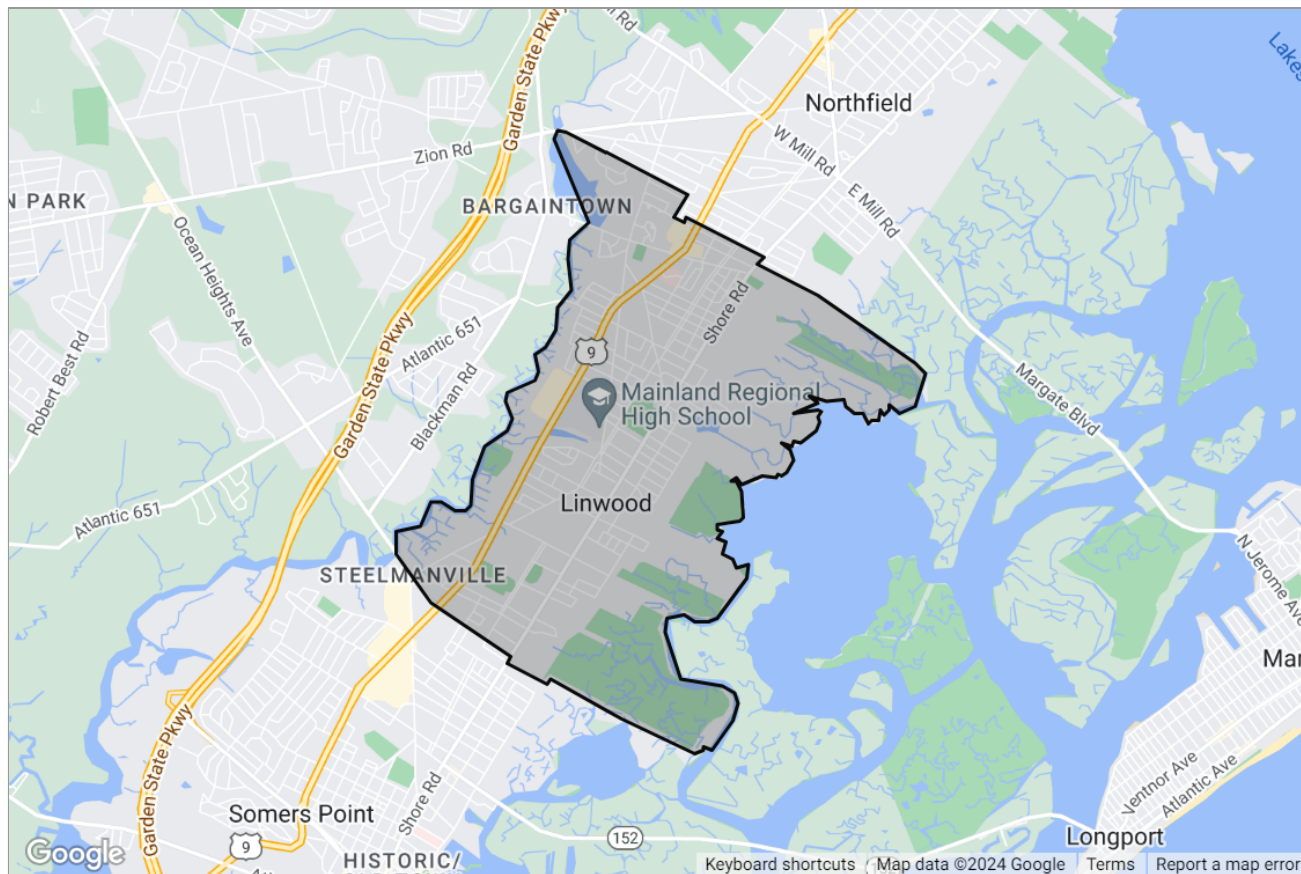 Lakes
Garden State Pkwy
Northfield
Zion Rd
W Mill Rd
N PARK
BARGAINTOWN
E Mill Rd
Ocean Heights Ave
Shore Rd
Atlantic 651
9
Robert Best Rd
Blackman Rd
Mainland Regional
High School
Margate Blvd
Garden State Pkwy
Atlantic 651
Linwood
STEELMANVILLE
N Jerome Ave
Mar
Garden State Pkwy
Ventnor Ave
Atlantic Ave
Shore Rd
Somers Point
9
152
Longport
HISTORIC/
Google
Keyboard shortcuts
Map data ©2024 Google
Terms
Report a map error